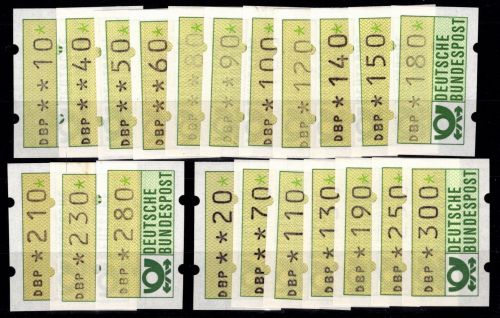 DBP ** 10
DBP ** 40
DBP ** 50
DBP ** 60
DBP ** 90
DBP * 100
DBP * 120
DBP * 140
DBP * 150
DBP * 180
DEUTSCHE
BUNDESPOST
DBP * 210
DBP * 230
DBP * 280
DEUTSCHE
BUNDESPOST
DBP ** 20
DBP ** 70
DBP * 110
DBP * 130
DBP * 190
DBP * 250
DBP * 300
DEUTSCHE
BUNDESPOST